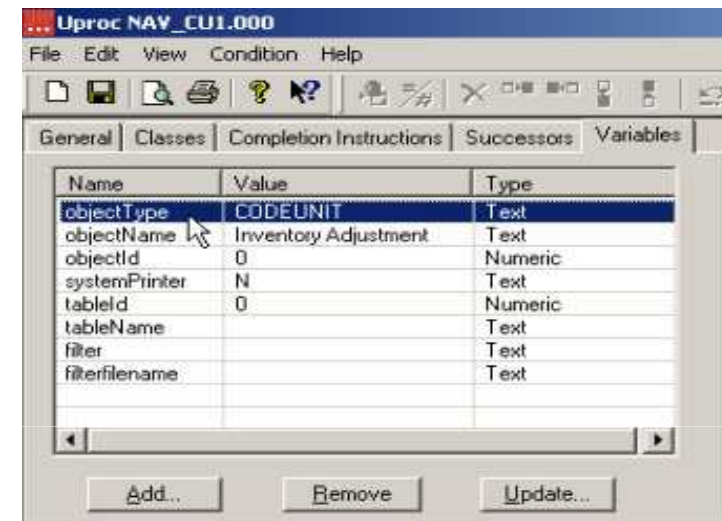 Uproc NAV_CU1.000
File Edit View Condition Help
General Classes Completion Instructions Successors Variables
Name Value Type
objectType CODEUNIT Text
objectName Inventory Adjustment Text
objectId 0 Numeric
systemPrinter N Text
tableId 0 Numeric
tableName Text
filter Text
filterfilename Text
Add... Remove Update...